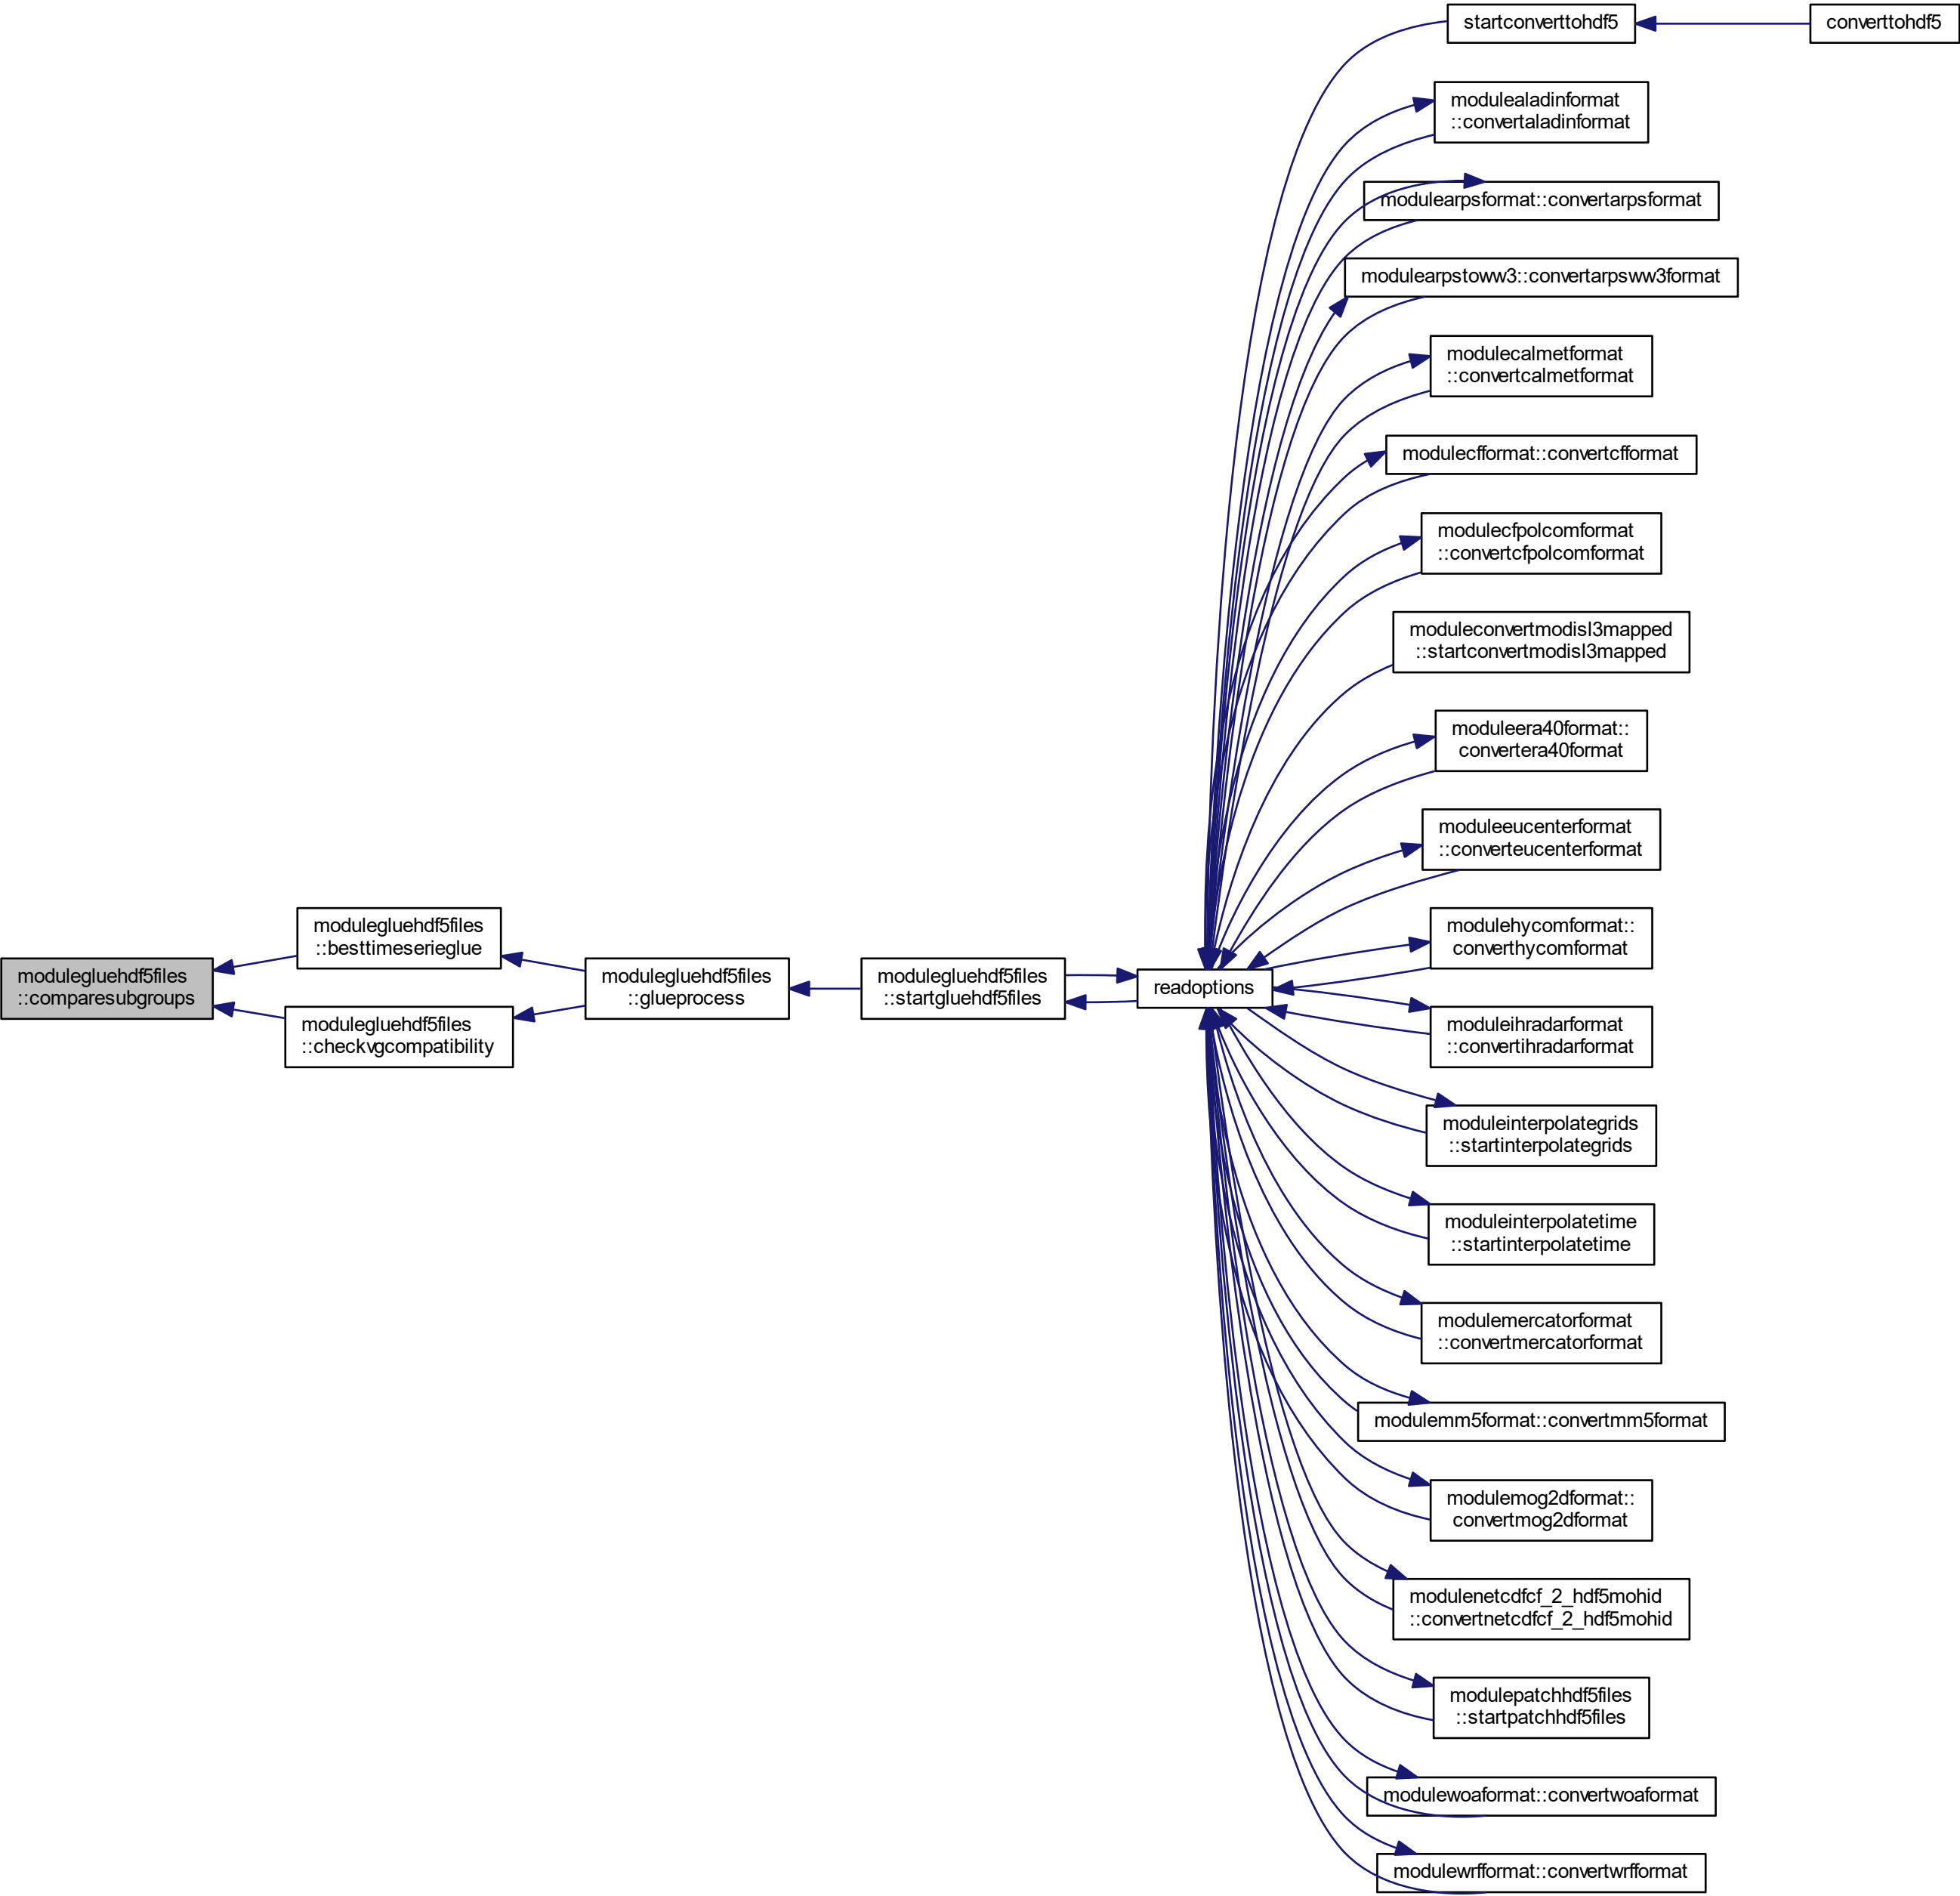 startconverttohdf5
converttohdf5
modulealadinformat
::convertaladinformat
modulearpsformat::convertarpsformat
modulearpstoww3::convertarpsww3format
modulecalmetformat
::convertcalmetformat
modulecfformat::convertcfformat
modulecfpolcomformat
::convertcfpolcomformat
moduleconvertmodisl3mapped
::startconvertmodisl3mapped
moduleera40format::
convertera40format
moduleeucenterformat
::converteucenterformat
modulegluehdf5files
::comparesubgroups
modulegluehdf5files
::besttimeserieglue
modulegluehdf5files
::checkvgcompatibility
modulegluehdf5files
::glueprocess
modulegluehdf5files
::startgluehdf5files
readoptions
modulehycomformat::
converthycomformat
moduleihradarformat
::convertihradarformat
moduleinterpolategrids
::startinterpolategrids
moduleinterpolatetime
::startinterpolatetime
modulemercatorformat
::convertmercatorformat
modulemm5format::convertmm5format
modulemog2dformat::
convertmog2dformat
modulenetcdfcf_2_hdf5mohid
::convertnetcdfcf_2_hdf5mohid
modulepatchhdf5files
::startpatchhdf5files
modulewoaformat::convertwoaformat
modulewrfformat::convertwrfformat